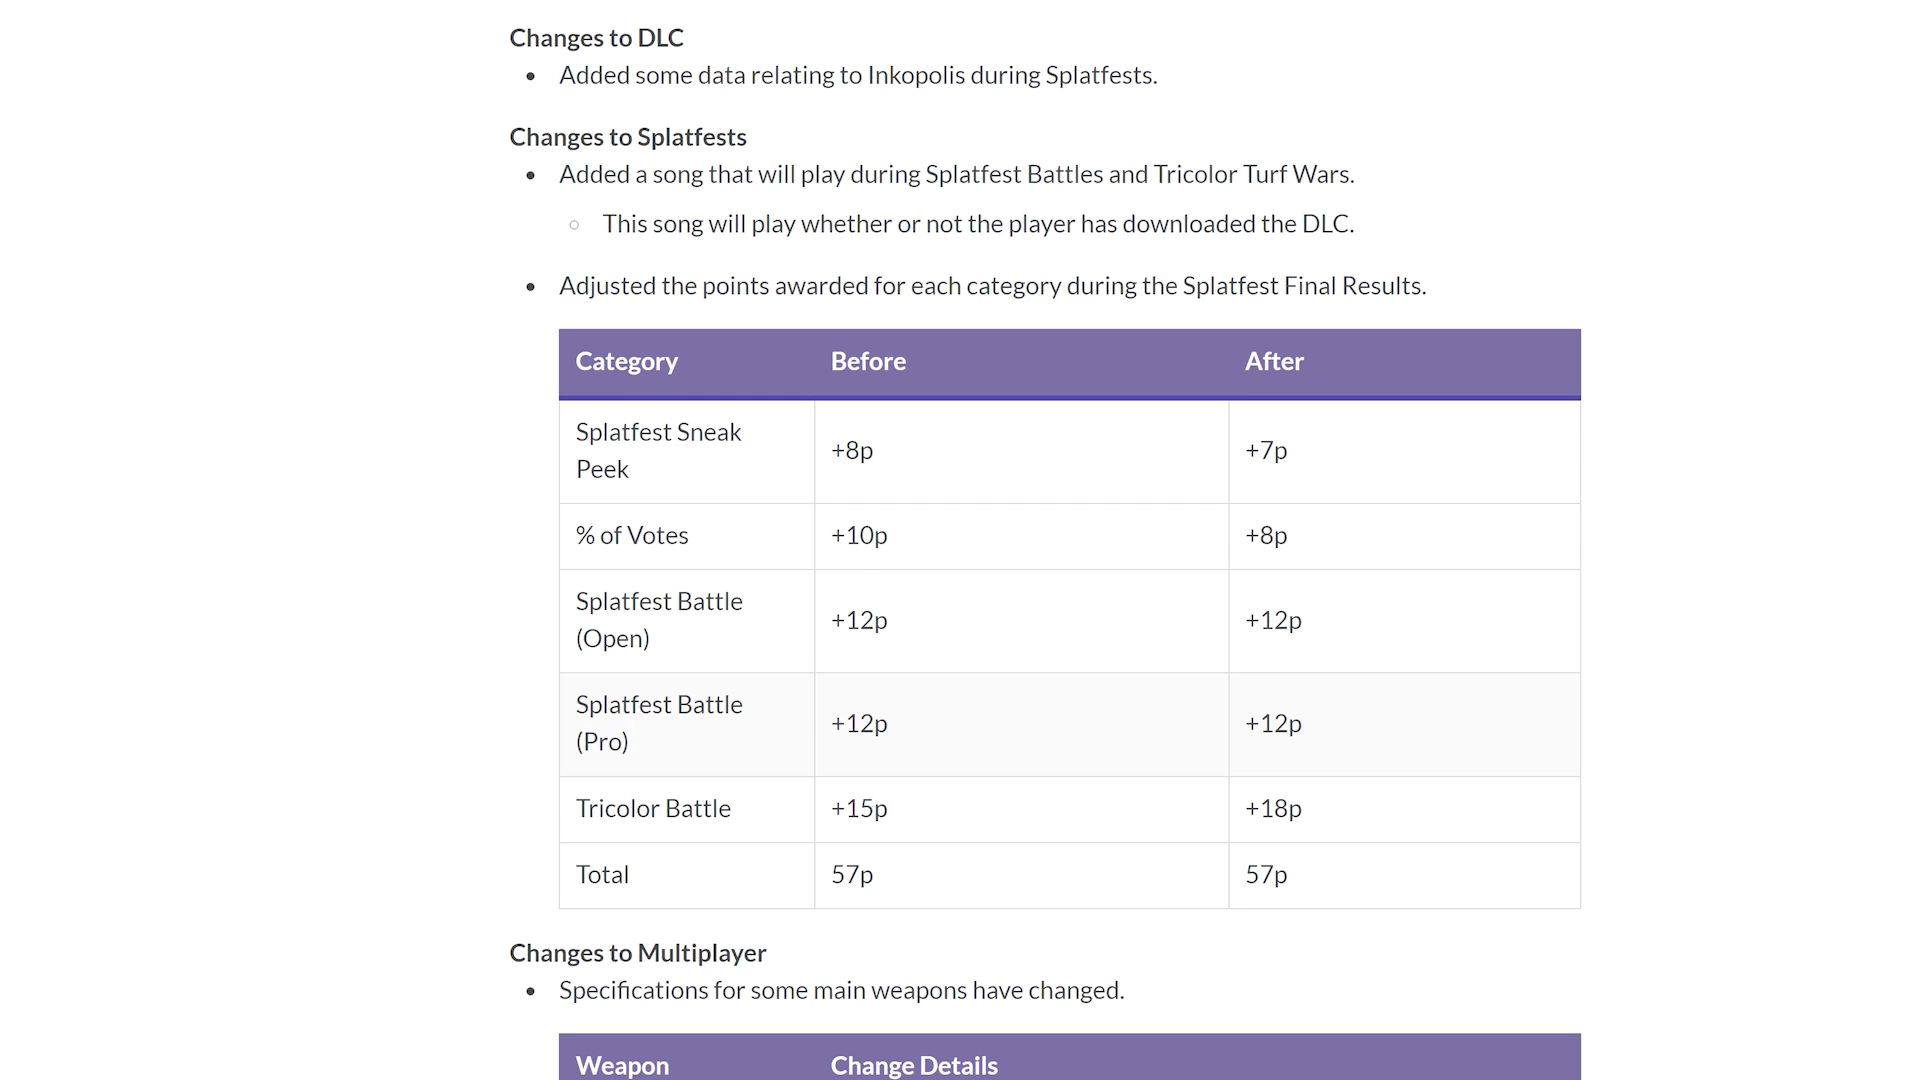 Changes to DLC
• Added some data relating to Inkopolis during Splatfests.
Changes to Splatfests
• Added a song that will play during Splatfest Battles and Tricolor Turf Wars.
○ This song will play whether or not the player has downloaded the DLC.
• Adjusted the points awarded for each category during the Splatfest Final Results.
Category Before After
Splatfest Sneak
Peek +8p +7p
% of Votes +10p +8p
Splatfest Battle
(Open) +12p +12p
Splatfest Battle
(Pro) +12p +12p
Tricolor Battle +15p +18p
Total 57p 57p
Changes to Multiplayer
• Specifications for some main weapons have changed.
Weapon Change Details